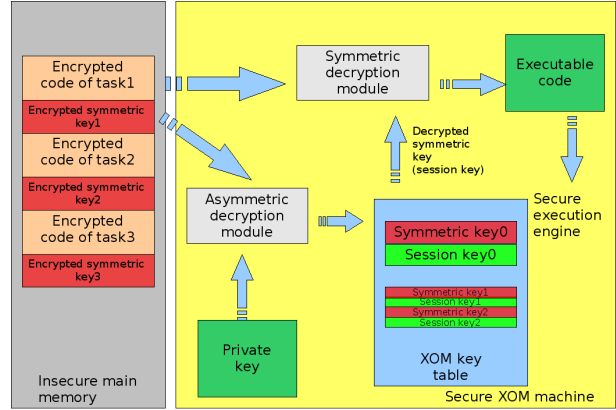 Encrypted
code of task1
Encrypted symmetric
key1
Encrypted
code of task2
Encrypted symmetric
key2
Encrypted
code of task3
Encrypted symmetric
key3
Insecure main
memory
Symmetric
decryption
module
Executable
code
Decrypted
symmetric
key
(session key)
Secure
execution
engine
Asymmetric
decryption
module
Private
key
Symmetric key0
Session key0
Symmetric key1
Session key1
Symmetric key2
Session key2
XOM key
table
Secure XOM machine